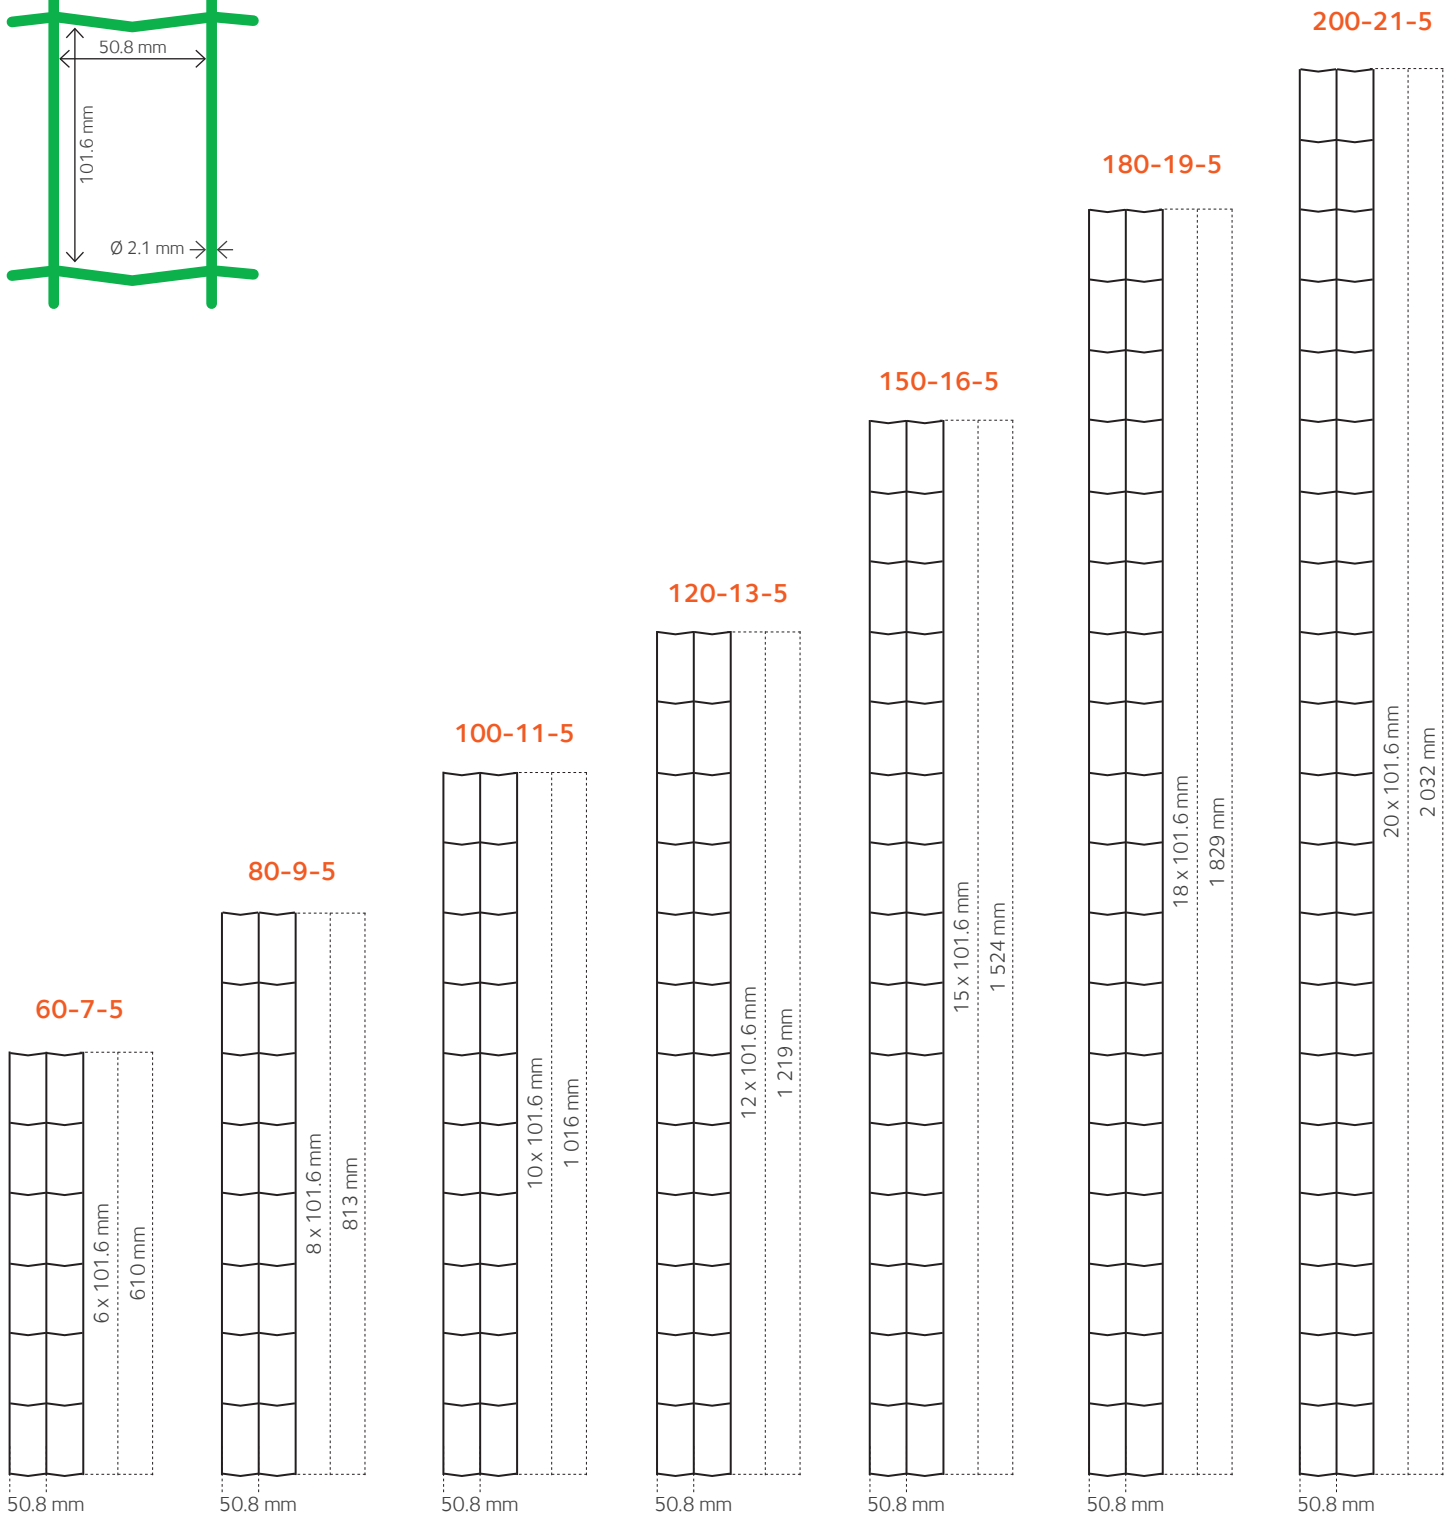 50.8 mm
101.6 mm
Ø 2.1 mm
60-7-5
6 x 101.6 mm
610 mm
50.8 mm
80-9-5
8 x 101.6 mm
813 mm
50.8 mm
100-11-5
10 x 101.6 mm
1 016 mm
50.8 mm
120-13-5
12 x 101.6 mm
1 219 mm
50.8 mm
150-16-5
15 x 101.6 mm
1 524 mm
50.8 mm
180-19-5
18 x 101.6 mm
1 829 mm
50.8 mm
200-21-5
20 x 101.6 mm
2 032 mm
50.8 mm